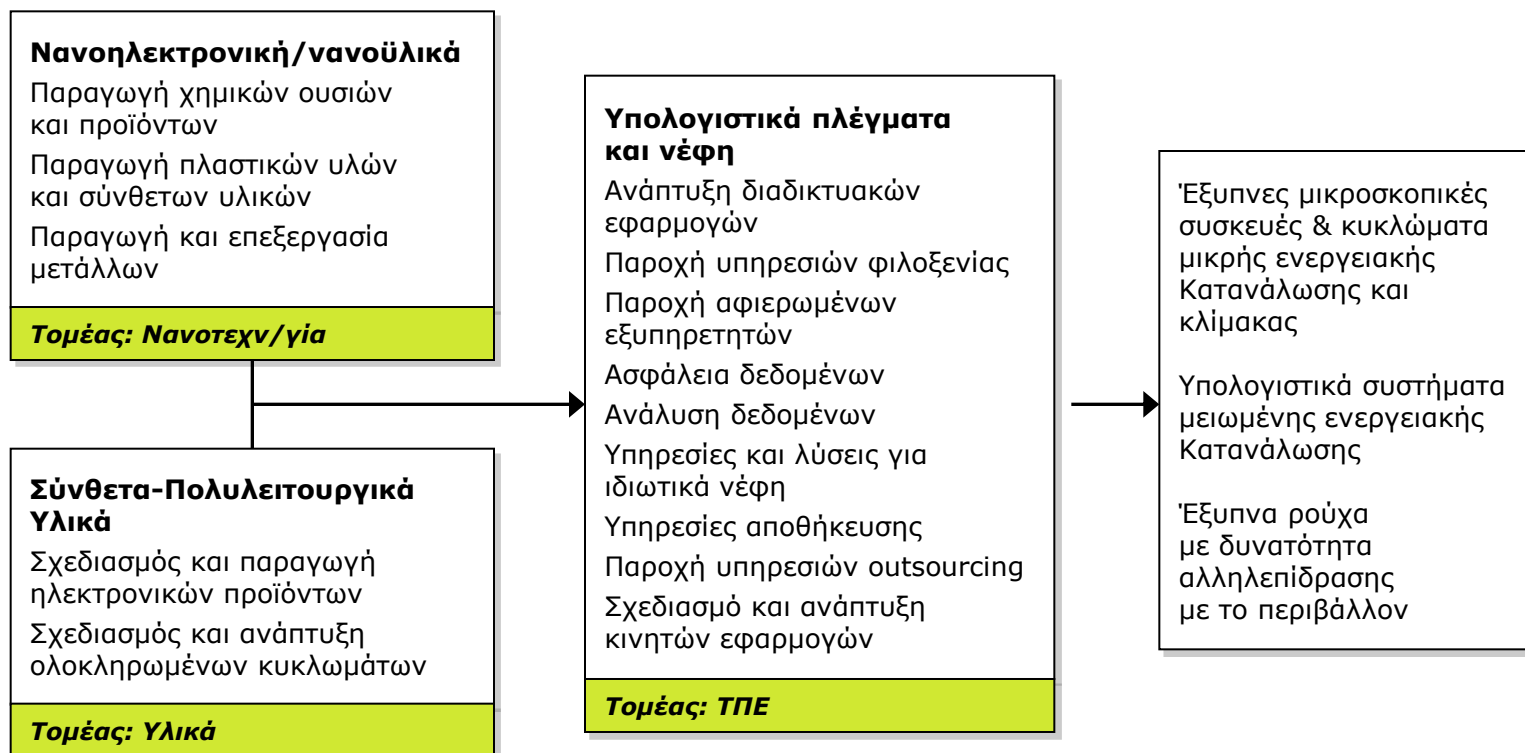 Νανοηλεκτρονική/νανοϋλικά
Παραγωγή χημικών ουσιών
και προϊόντων
Παραγωγή πλαστικών υλών
και σύνθετων υλικών
Παραγωγή και επεξεργασία
μετάλλων
Τομέας: Νανοτεχν/γία
Σύνθετα-Πολυλειτουργικά
Υλικά
Σχεδιασμός και παραγωγή
ηλεκτρονικών προϊόντων
Σχεδιασμός και ανάπτυξη
ολοκληρωμένων κυκλωμάτων
Τομέας: Υλικά
Υπολογιστικά πλέγματα
και νέφη
Ανάπτυξη διαδικτυακών
εφαρμογών
Παροχή υπηρεσιών φιλοξενίας
Παροχή αφιερωμένων
εξυπηρετητών
Ασφάλεια δεδομένων
Ανάλυση δεδομένων
Υπηρεσίες και λύσεις για
ιδιωτικά νέφη
Υπηρεσίες αποθήκευσης
Παροχή υπηρεσιών outsourcing
Σχεδιασμό και ανάπτυξη
κινητών εφαρμογών
Τομέας: ΤΠΕ
Έξυπνες μικροσκοπικές
συσκευές & κυκλώματα
μικρής ενεργειακής
Κατανάλωσης και
κλίμακας
Υπολογιστικά συστήματα
μειωμένης ενεργειακής
Κατανάλωσης
Έξυπνα ρούχα
με δυνατότητα
αλληλεπίδρασης
με το περιβάλλον